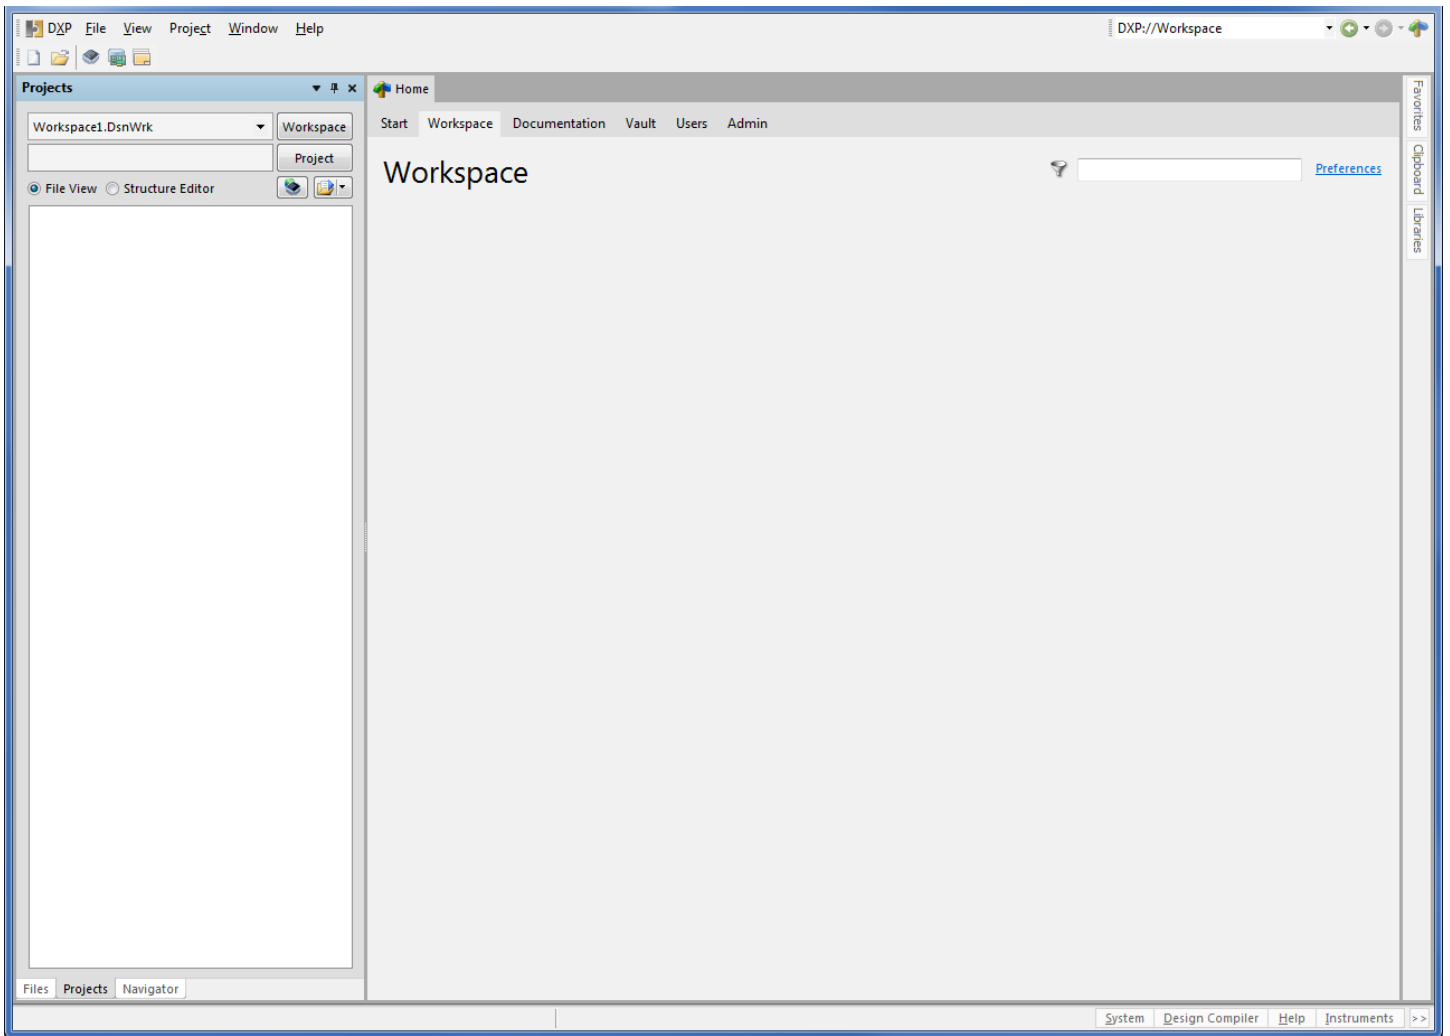 DXP File View Project Window Help DXP://Workspace
Projects
Home
Workspace1.DsnWrk Workspace
Start Workspace Documentation Vault Users Admin
Project
File View Structure Editor
Workspace
Preferences
Favorites
Clipboard
Libraries
Files Projects Navigator
System Design Compiler Help Instruments >>